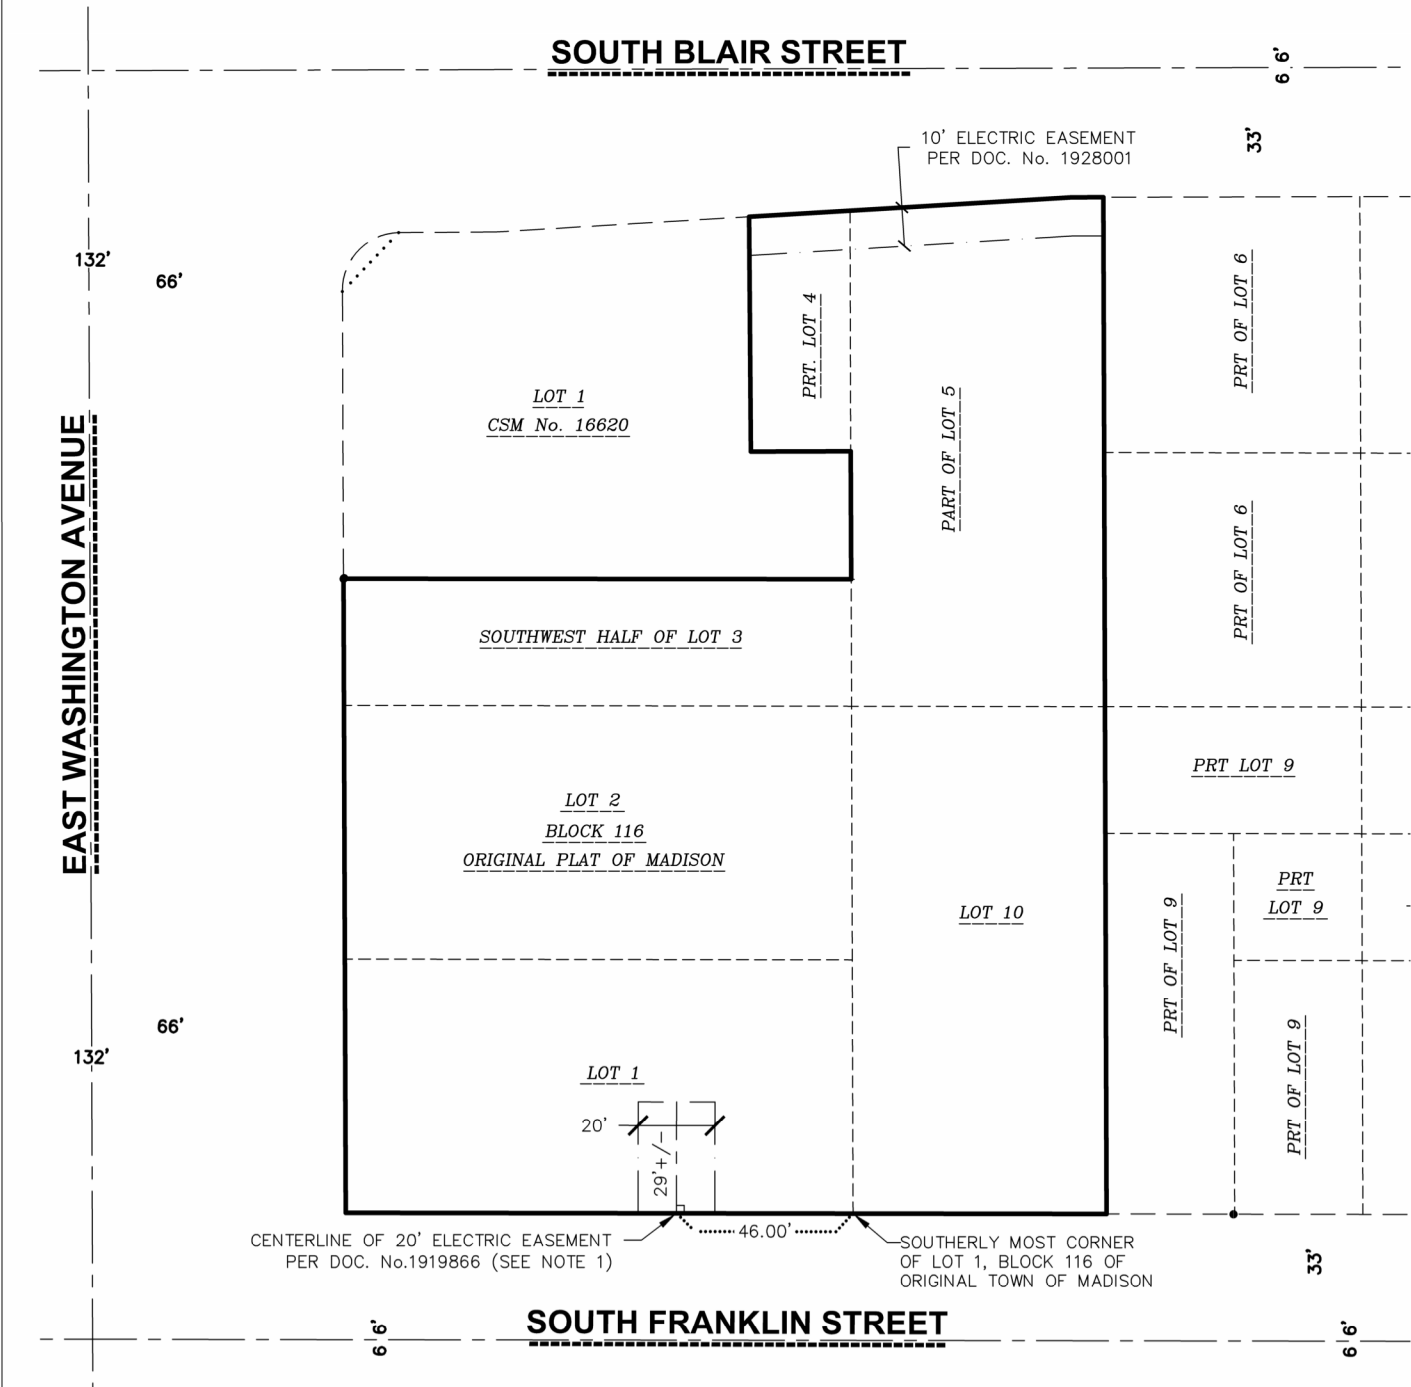 SOUTH BLAIR STREET
66'
33'
10' ELECTRIC EASEMENT
PER DOC. No. 1928001
132'
66'
PRT OF LOT 6
PRT. LOT 4
LOT 1
CSM No. 16620
PART OF LOT 5
EAST WASHINGTON AVENUE
PRT OF LOT 6
SOUTHWEST HALF OF LOT 3
PRT LOT 9
LOT 2
BLOCK 116
ORIGINAL PLAT OF MADISON
PRT
LOT 9
LOT 10
PRT OF LOT 9
66'
132'
LOT 1
PRT OF LOT 9
20'
29'+/-
46.00'
CENTERLINE OF 20' ELECTRIC EASEMENT
PER DOC. No.1919866 (SEE NOTE 1)
SOUTHERLY MOST CORNER
OF LOT 1, BLOCK 116 OF
ORIGINAL TOWN OF MADISON
33'
SOUTH FRANKLIN STREET
66'
66'